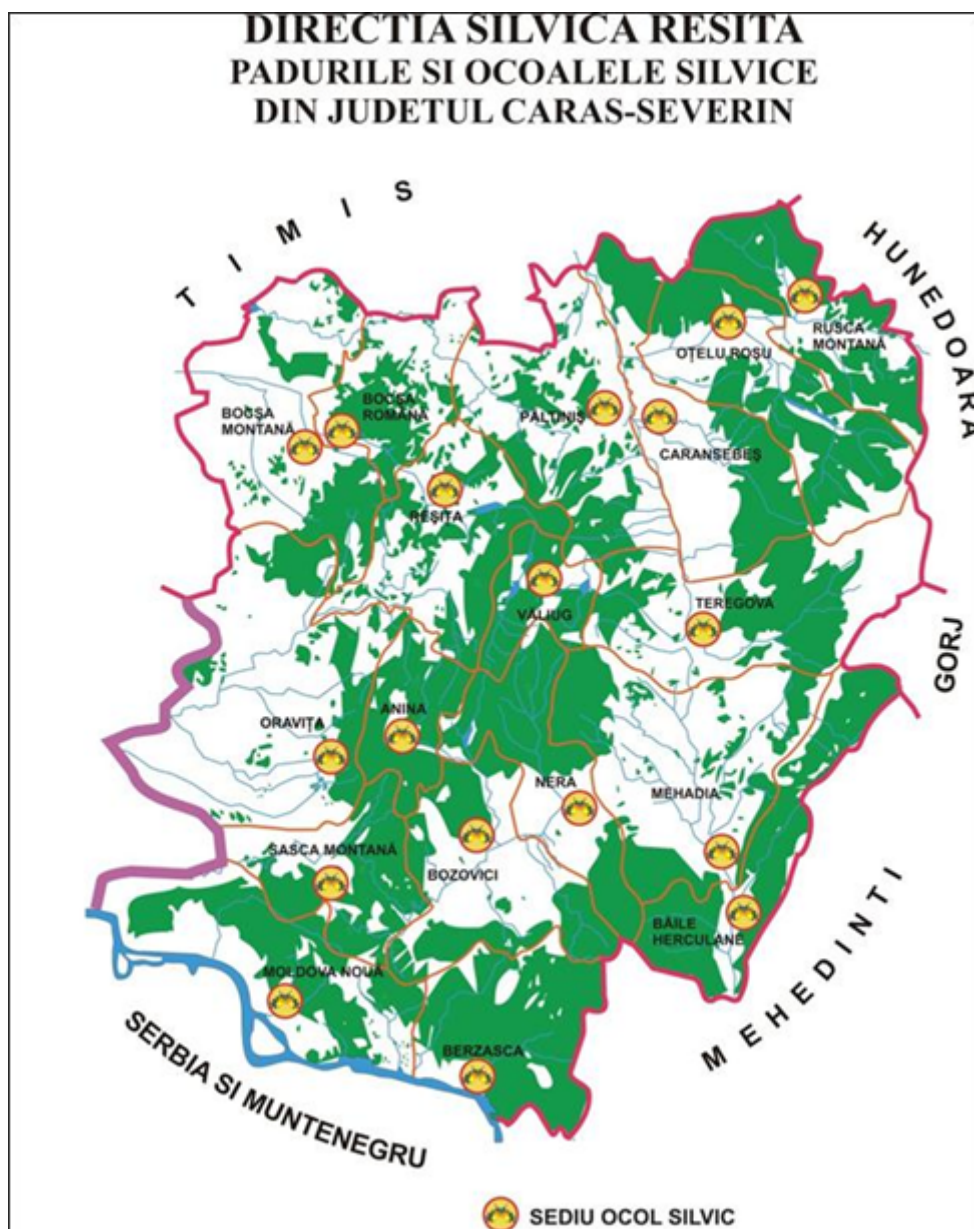 DIRECTIA SILVICA RESITA
PADURILE SI OCOALELE SILVICE
DIN JUDETUL CARAS-SEVERIN
TIMIS
HUNEDOARA
RUSCA
MONTANĂ
OȚELU ROȘU
BOCȘA
ROMÂNĂ
PĂLTINIȘ
BOCȘA
MONTANĂ
CARANSEBEȘ
REȘIȚA
TEREGOVA
VĂLIUG
GORJ
ANINA
ORAVIȚA
NERA
MEHADIA
SASCA MONTANĂ
BOZOVICI
BĂILE
HERCULANE
MEHEDINTI
MOLDOVA NOUĂ
BERZASCA
SERBIA SI MUNTENEGRU
SEDIU OCOL SILVIC